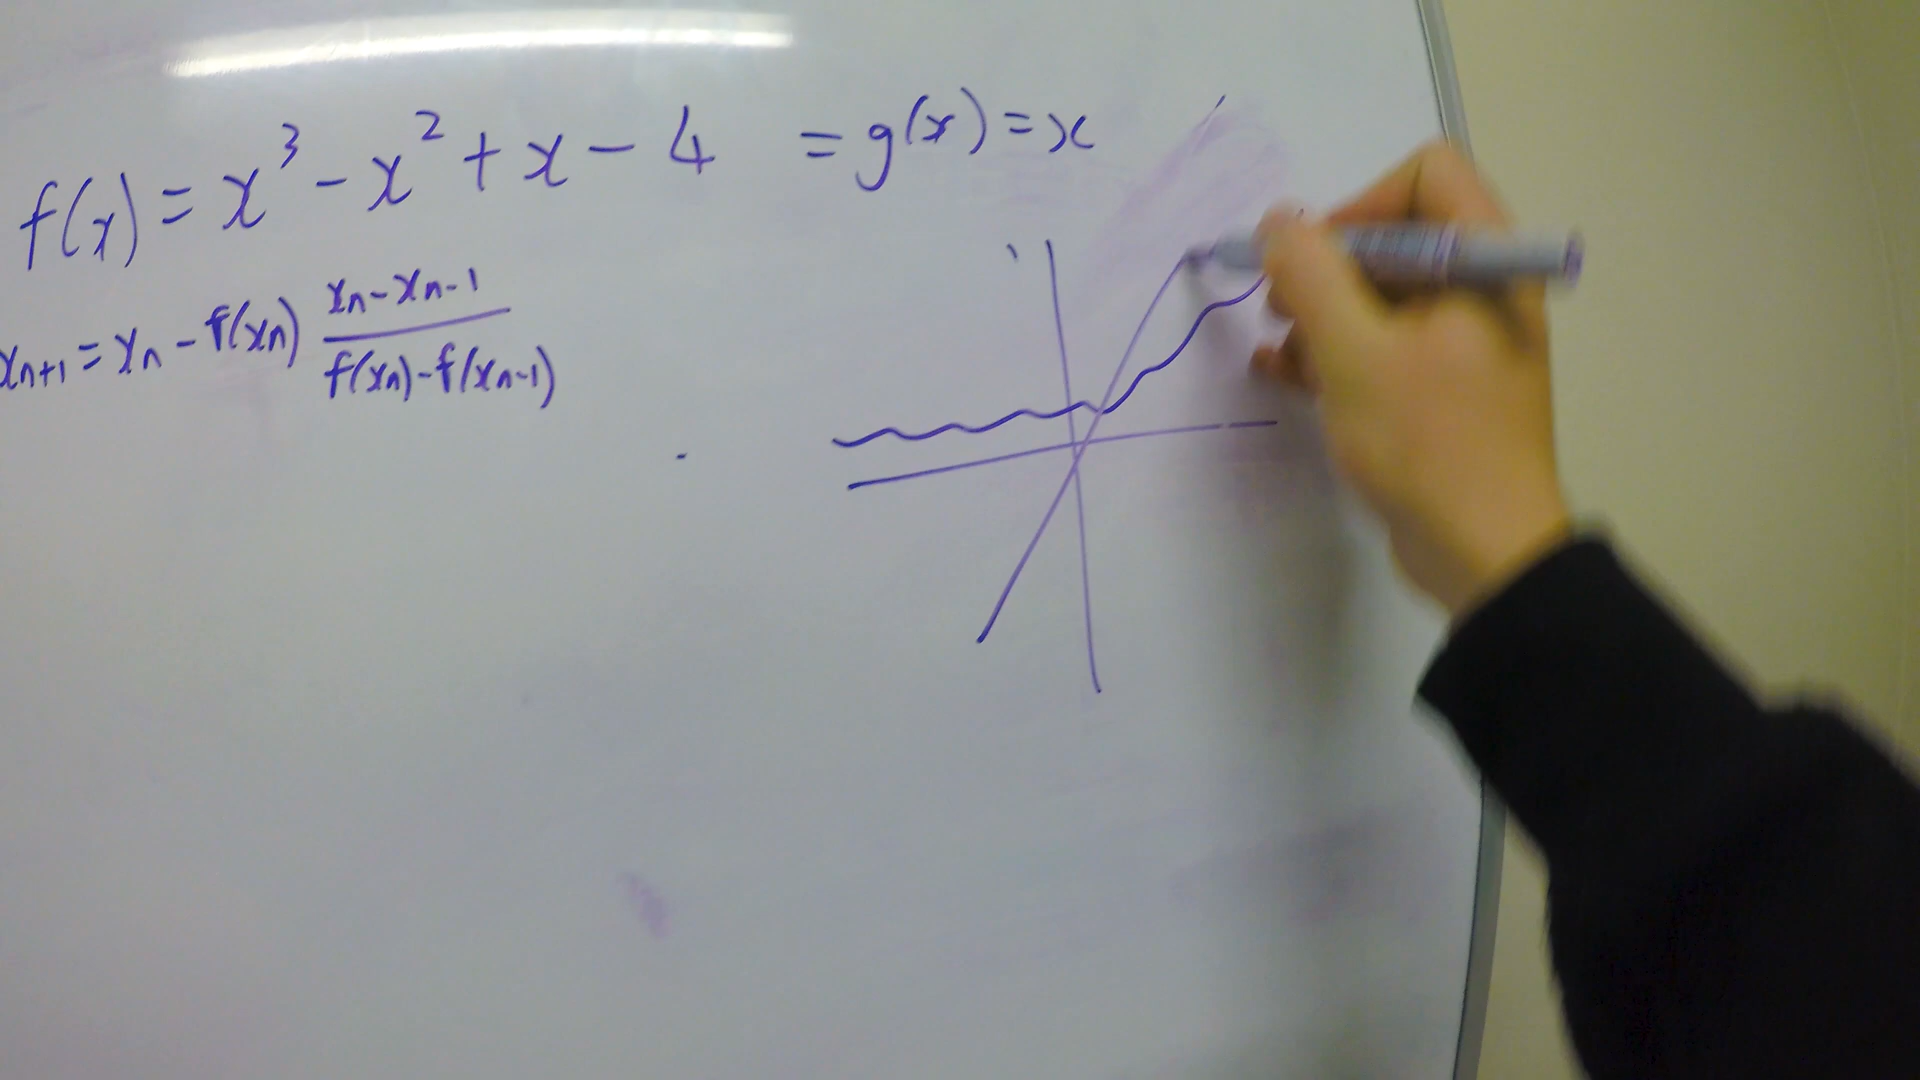 f(x) = x³ - x² + x - 4 = g(x) = x
xₙ₊₁ = xₙ - f(xₙ) (xₙ - xₙ₋₁) / (f(xₙ) - f(xₙ₋₁))